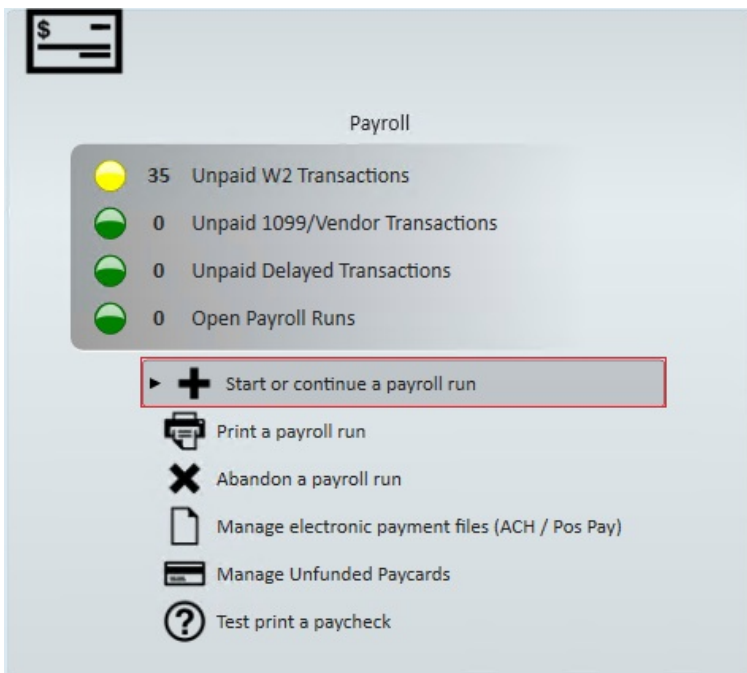 $
Payroll
35 Unpaid W2 Transactions
0 Unpaid 1099/Vendor Transactions
0 Unpaid Delayed Transactions
0 Open Payroll Runs
Start or continue a payroll run
Print a payroll run
Abandon a payroll run
Manage electronic payment files (ACH / Pos Pay)
Manage Unfunded Paycards
? Test print a paycheck